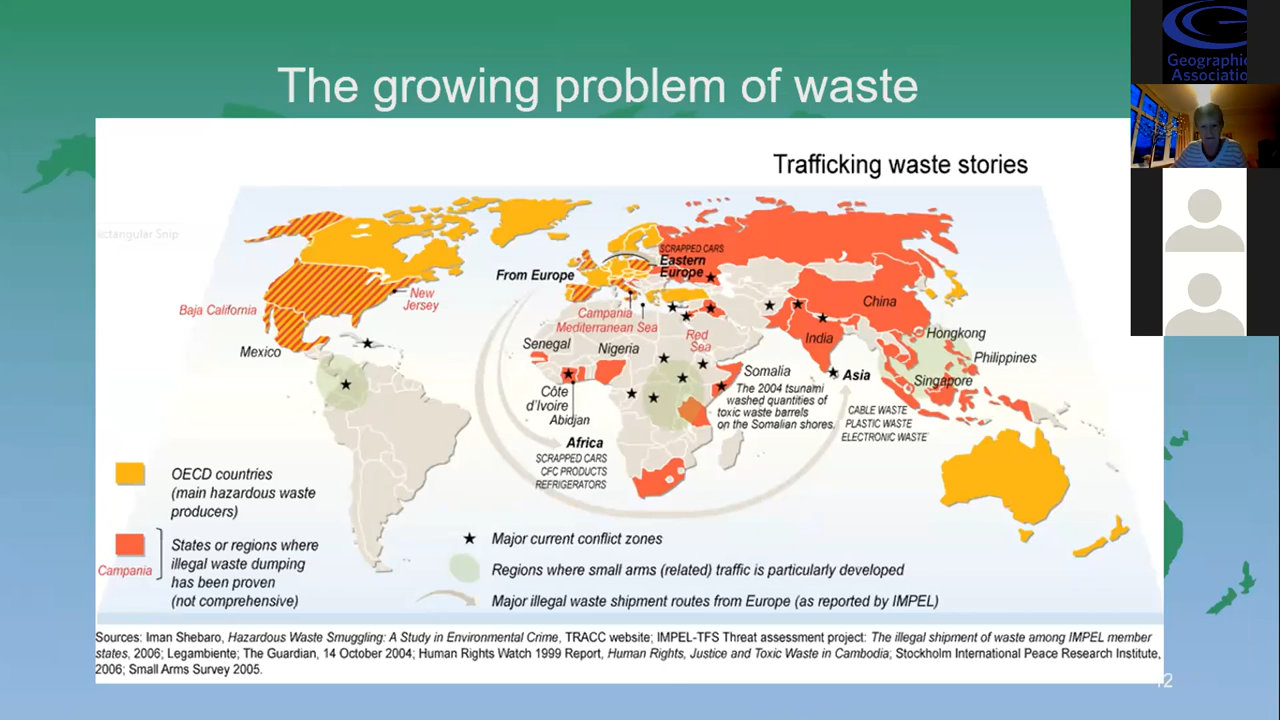 The growing problem of waste
Geographic
Associatio
Trafficking waste stories
ectangular Snip
SCRAPPED CARS
From Europe
Eastern
Europe
New
Jersey
Baja California
Campania
Mediterranean Sea
Red
Sea
China
Mexico
Senegal
Nigeria
India
Hongkong
Philippines
Singapore
Somalia
Asia
The 2004 tsunami
washed quantities of
toxic waste barrels
on the Somalian shores.
Côte
d'Ivoire
Abidjan
CABLE WASTE
PLASTIC WASTE
ELECTRONIC WASTE
Africa
SCRAPPED CARS
CFC PRODUCTS
REFRIGERATORS
OECD countries
(main hazardous waste
producers)
States or regions where
illegal waste dumping
has been proven
(not comprehensive)
Campania
Major current conflict zones
Regions where small arms (related) traffic is particularly developed
Major illegal waste shipment routes from Europe (as reported by IMPEL)
Sources: Iman Shebaro, Hazardous Waste Smuggling: A Study in Environmental Crime, TRACC website; IMPEL-TFS Threat assessment project: The illegal shipment of waste among IMPEL member
states, 2006; Legambiente; The Guardian, 14 October 2004; Human Rights Watch 1999 Report, Human Rights, Justice and Toxic Waste in Cambodia; Stockholm International Peace Research Institute,
2006; Small Arms Survey 2005.
12